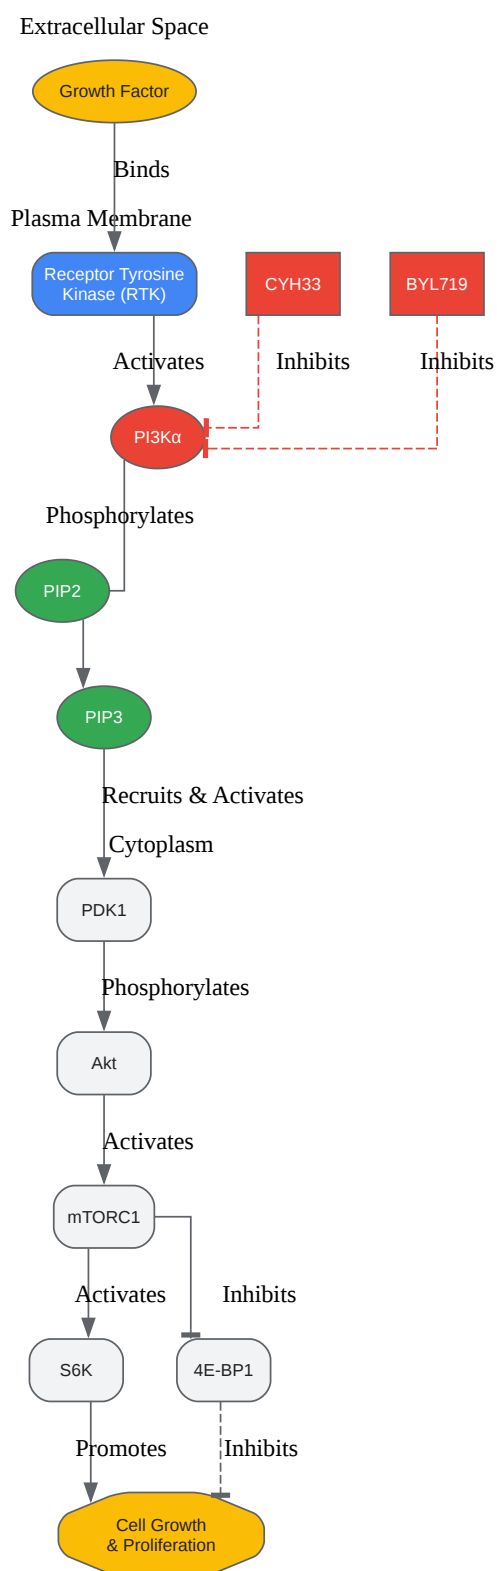 Extracellular Space
Growth Factor
Binds
Plasma Membrane
Receptor Tyrosine
Kinase (RTK)
CYH33
BYL719
Activates
Inhibits
Inhibits
PI3Kα
Phosphorylates
PIP2
PIP3
Recruits & Activates
Cytoplasm
PDK1
Phosphorylates
Akt
Activates
mTORC1
Activates
Inhibits
S6K
4E-BP1
Promotes
Inhibits
Cell Growth
& Proliferation